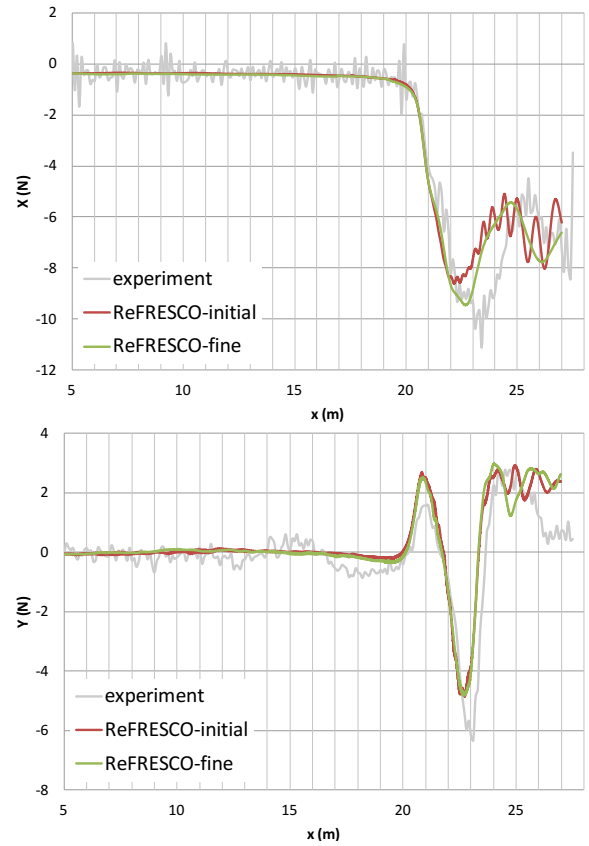 2
0
-2
-4
-6
-8
-10
-12
X (N)
experiment
ReFRESCO-initial
ReFRESCO-fine
5 10 15 20 25
x (m)
4
2
0
-2
-4
-6
-8
Y (N)
experiment
ReFRESCO-initial
ReFRESCO-fine
5 10 15 20 25
x (m)